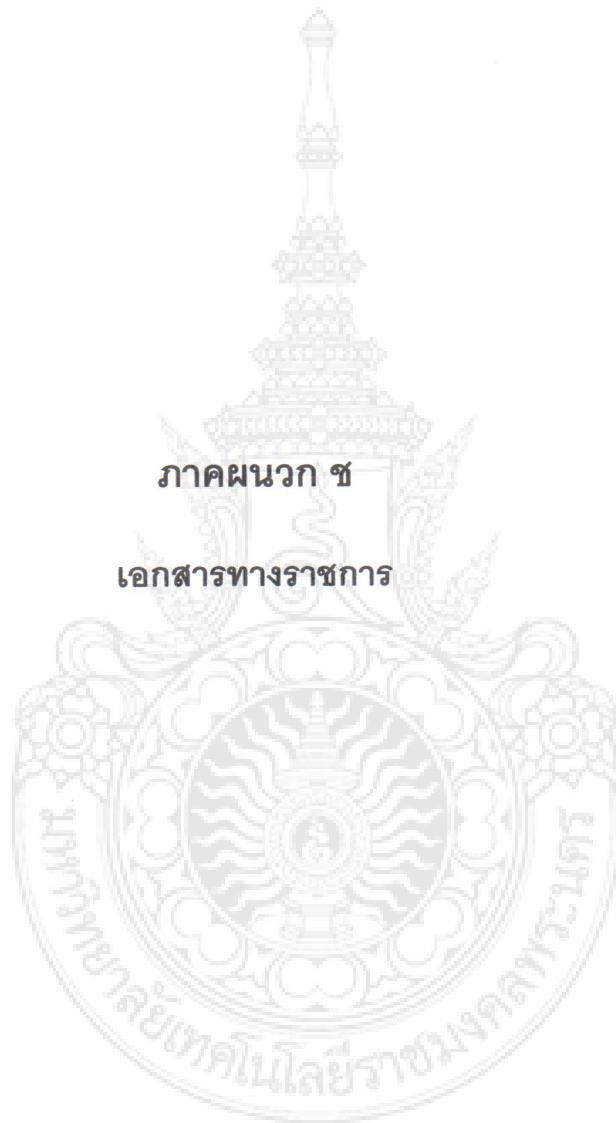 ภาคผนวก ช
เอกสารทางราชการ
มหาวิทยาลัยเทคโนโลยีราชมงคลพระนคร